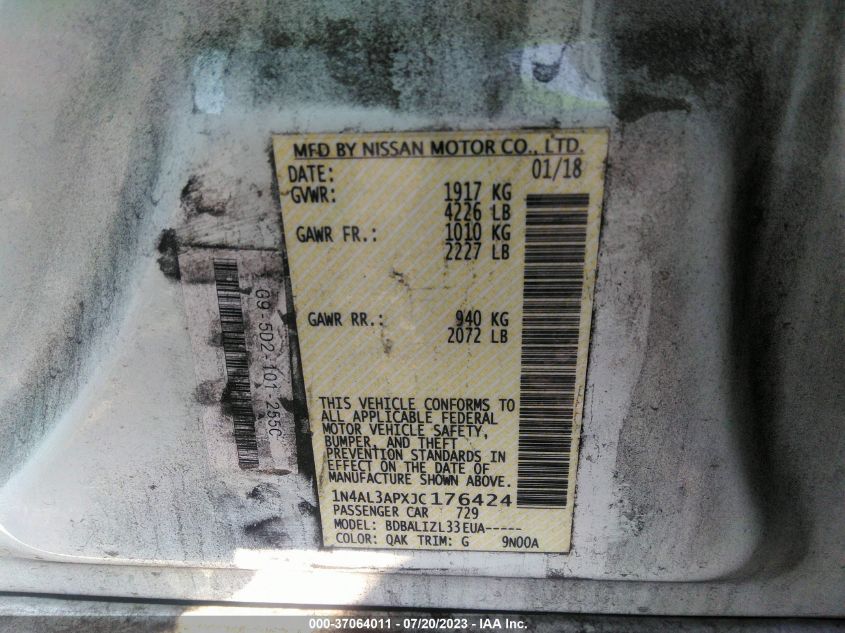 MFD BY NISSAN MOTOR CO., LTD.
DATE: 01/18
GVWR: 1917 KG
4226 LB
GAWR FR.: 1010 KG
2227 LB
GAWR RR.: 940 KG
2072 LB
THIS VEHICLE CONFORMS TO
ALL APPLICABLE FEDERAL
MOTOR VEHICLE SAFETY,
BUMPER, AND THEFT
PREVENTION STANDARDS IN
EFFECT ON THE DATE OF
MANUFACTURE SHOWN ABOVE.
1N4AL3APXJC176424
PASSENGER CAR 729
MODEL: BDBALIZL33EUA-----
COLOR: QAK TRIM: G 9N00A
G9-5D2-101-255C
000-37064011 - 07/20/2023 - IAA Inc.